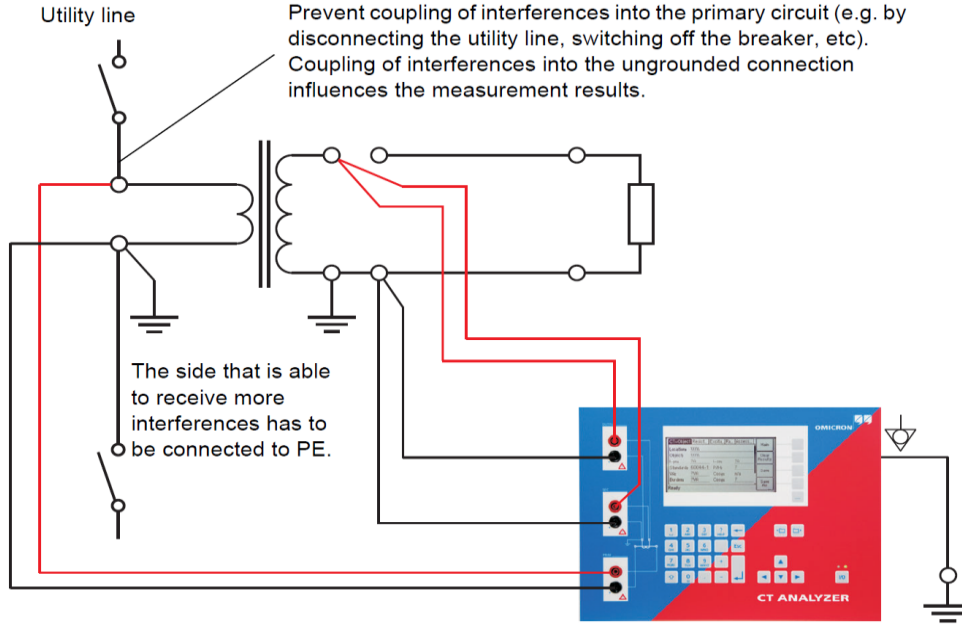 Utility line
Prevent coupling of interferences into the primary circuit (e.g. by
disconnecting the utility line, switching off the breaker, etc).
Coupling of interferences into the ungrounded connection
influences the measurement results.
The side that is able
to receive more
interferences has to
be connected to PE.
OMICRON
Ready
Esc
I/O
CT ANALYZER